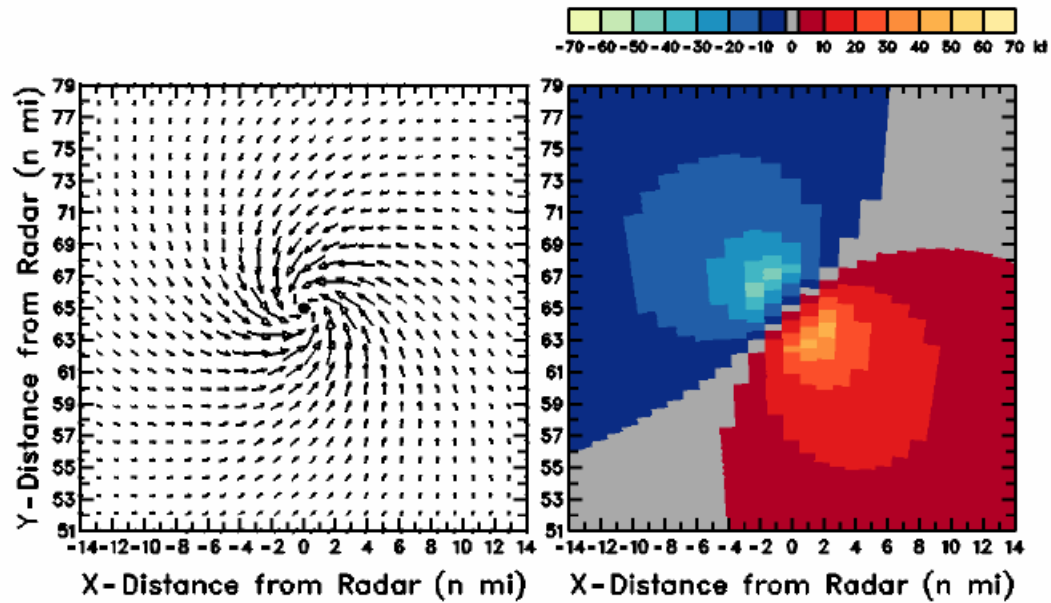 -70 -60 -50 -40 -30 -20 -10 0 10 20 30 40 50 60 70 kt
79 77 75 73 71 69 67 65 63 61 59 57 55 53 51
Y-Distance from Radar (n mi)
-14 -12 -10 -8 -6 -4 -2 0 2 4 6 8 10 12 14
X-Distance from Radar (n mi)
79 77 75 73 71 69 67 65 63 61 59 57 55 53 51
-14 -12 -10 -8 -6 -4 -2 0 2 4 6 8 10 12 14
X-Distance from Radar (n mi)